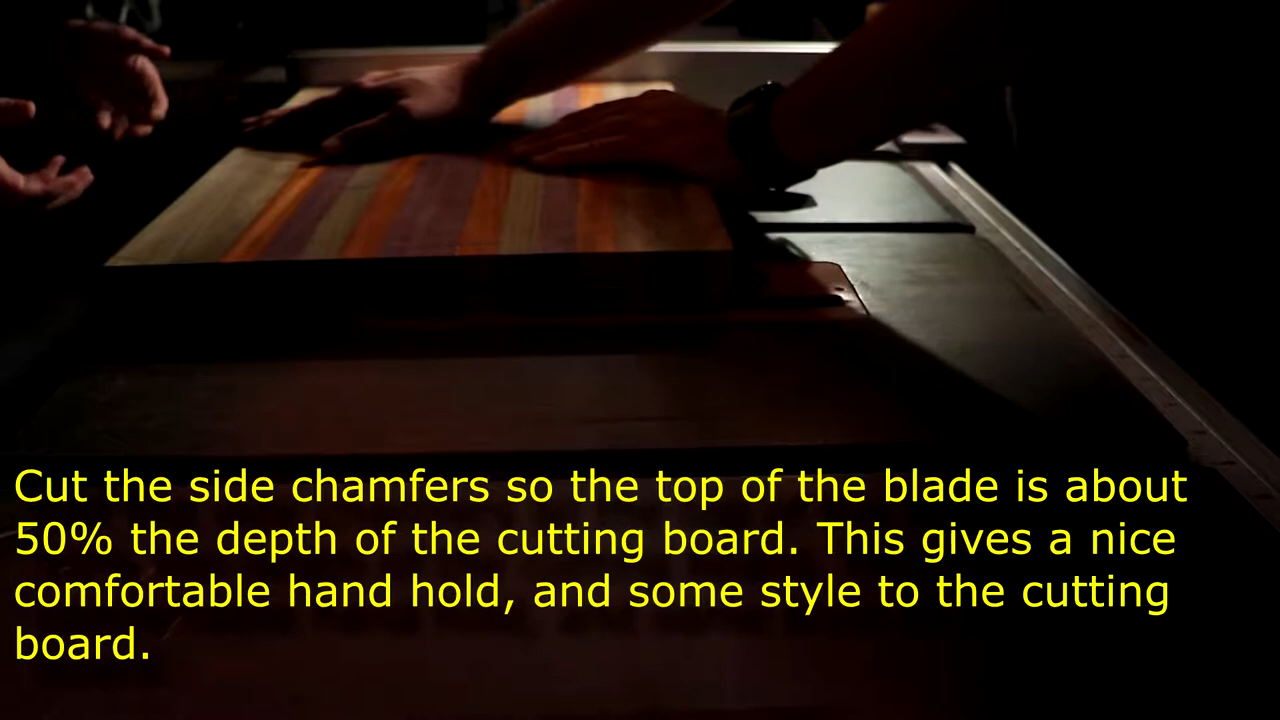 Cut the side chamfers so the top of the blade is about
50% the depth of the cutting board. This gives a nice
comfortable hand hold, and some style to the cutting
board.